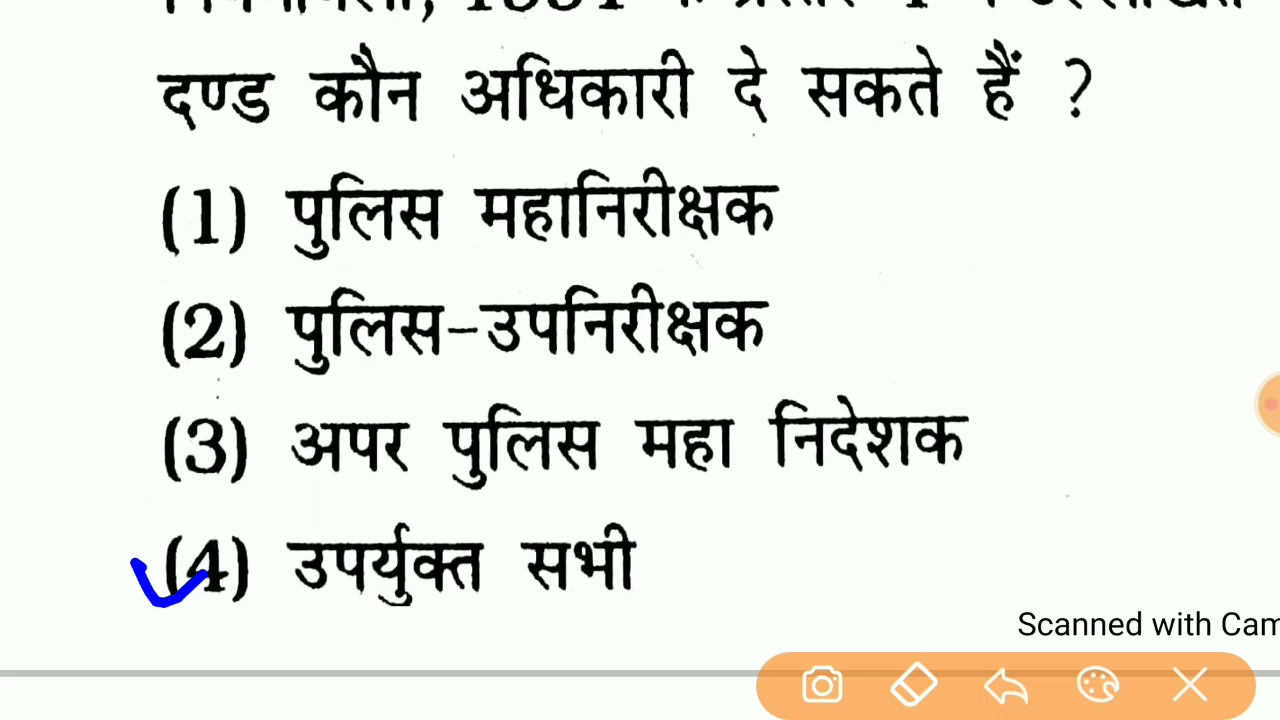 दण्ड कौन अधिकारी दे सकते हैं ?
(1) पुलिस महानिरीक्षक
(2) पुलिस-उपनिरीक्षक
(3) अपर पुलिस महा निदेशक
(4) उपर्युक्त सभी
Scanned with Cam